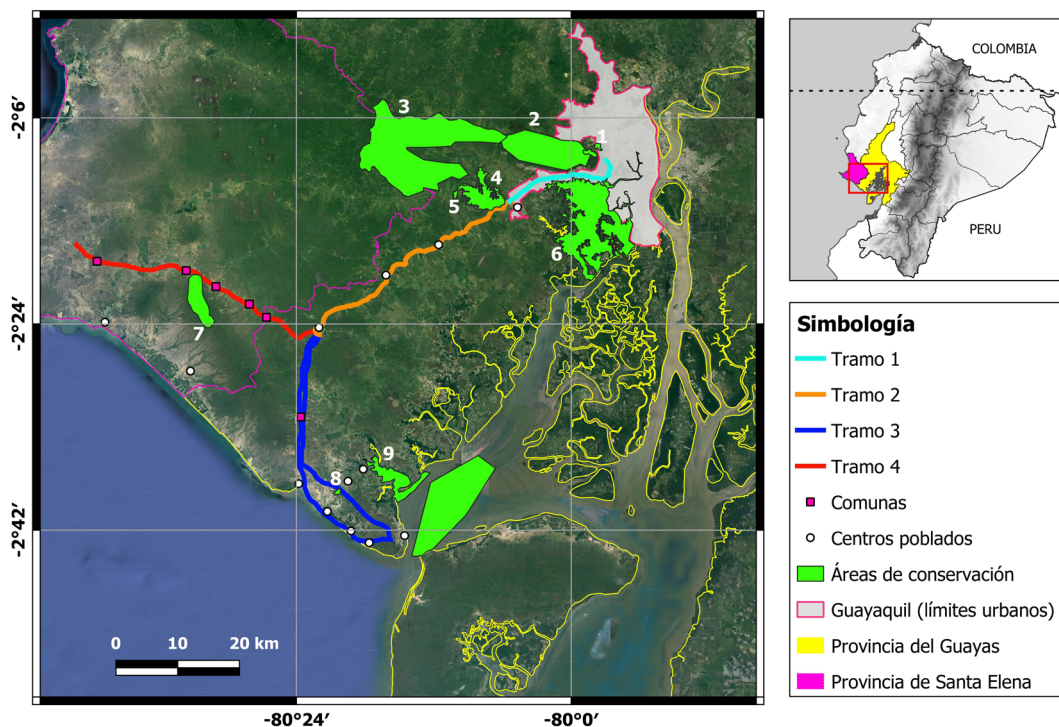 -2°6′
-2°24′
-2°42′
-80°24′
-80°0′
1
2
3
4
5
6
7
8
9
0 10 20 km
COLOMBIA
PERU
Simbología
Tramo 1
Tramo 2
Tramo 3
Tramo 4
Comunas
Centros poblados
Áreas de conservación
Guayaquil (límites urbanos)
Provincia del Guayas
Provincia de Santa Elena